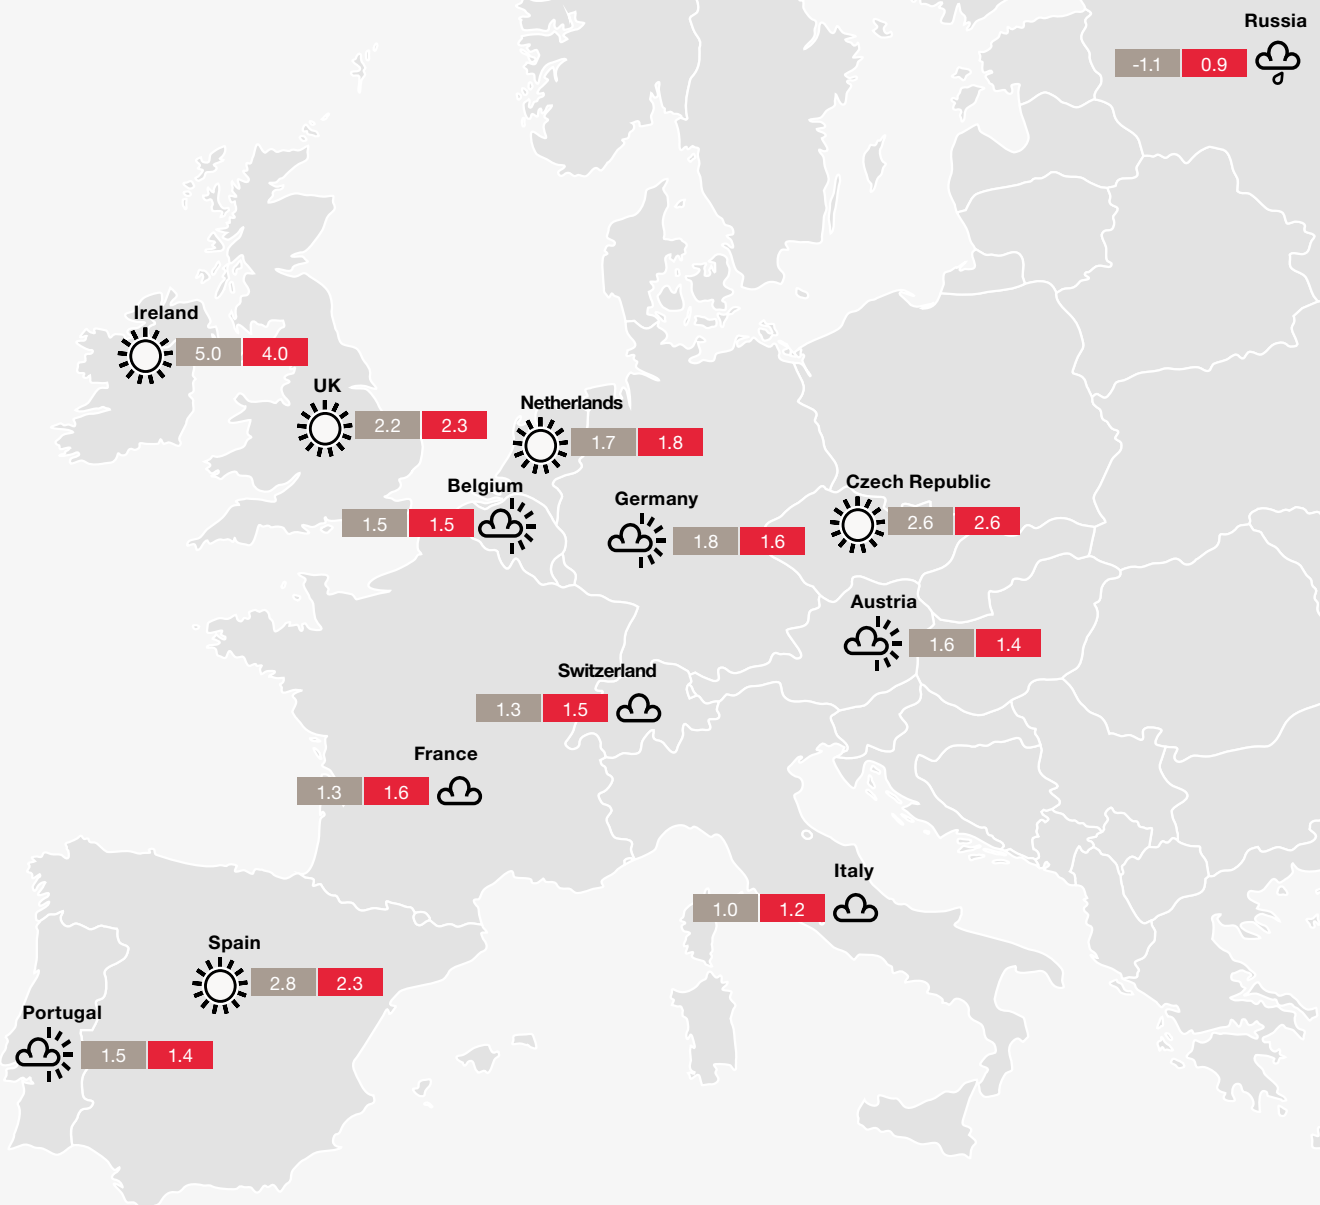 Russia
-1.1 0.9
Ireland
5.0 4.0
UK
2.2 2.3
Netherlands
1.7 1.8
Belgium
1.5 1.5
Germany
1.8 1.6
Czech Republic
2.6 2.6
Austria
1.6 1.4
Switzerland
1.3 1.5
France
1.3 1.6
Italy
1.0 1.2
Spain
2.8 2.3
Portugal
1.5 1.4